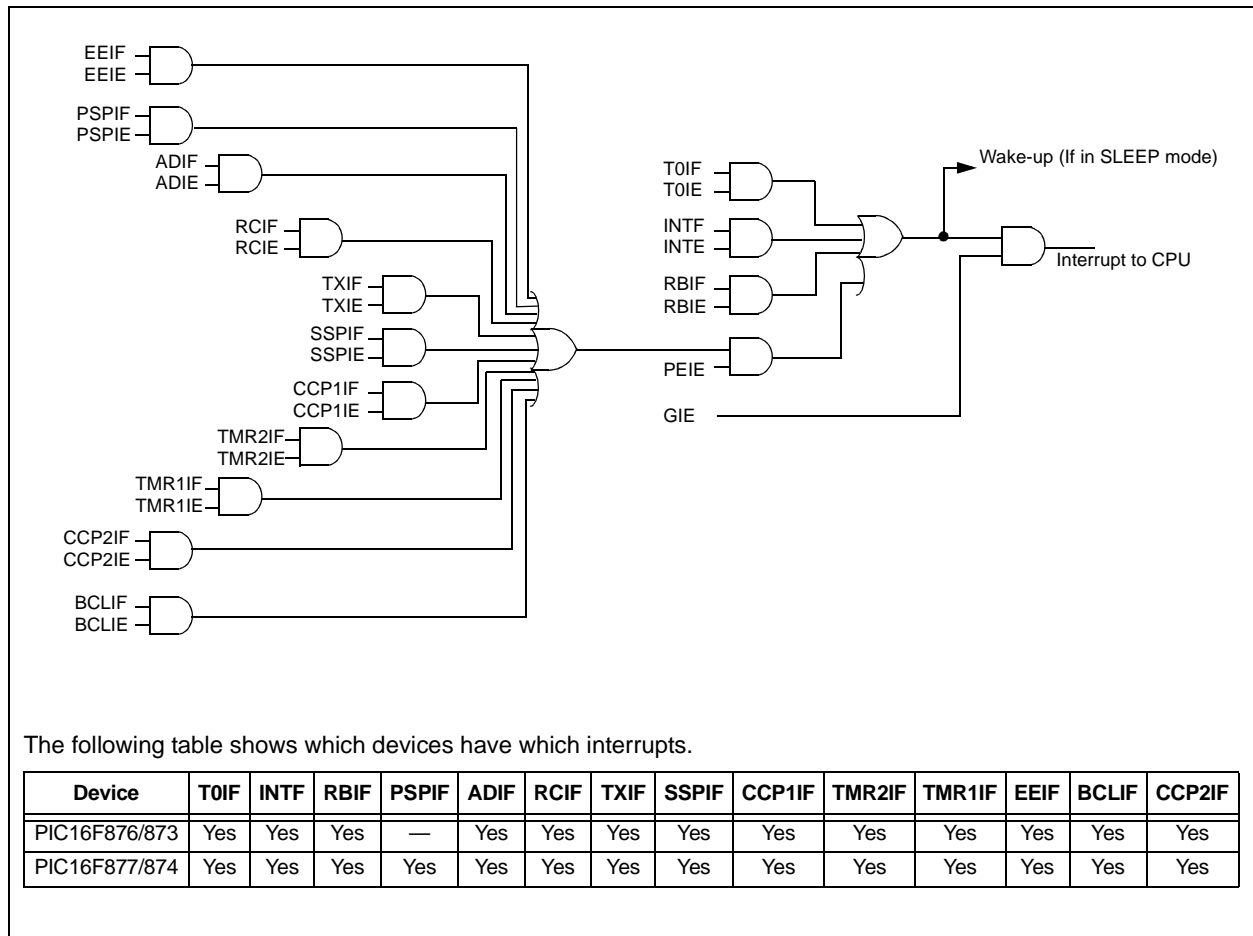 EEIF
EEIE
PSPIF
PSPIE
ADIF
ADIE
RCIF
RCIE
TXIF
TXIE
SSPIF
SSPIE
CCP1IF
CCP1IE
TMR2IF
TMR2IE
TMR1IF
TMR1IE
CCP2IF
CCP2IE
BCLIF
BCLIE
T0IF
T0IE
INTF
INTE
RBIF
RBIE
PEIE
GIE
Wake-up (If in SLEEP mode)
Interrupt to CPU
The following table shows which devices have which interrupts.
Device T0IF INTF RBIF PSPIF ADIF RCIF TXIF SSPIF CCP1IF TMR2IF TMR1IF EEIF BCLIF CCP2IF
PIC16F876/873 Yes Yes Yes — Yes Yes Yes Yes Yes Yes Yes Yes Yes Yes
PIC16F877/874 Yes Yes Yes Yes Yes Yes Yes Yes Yes Yes Yes Yes Yes Yes